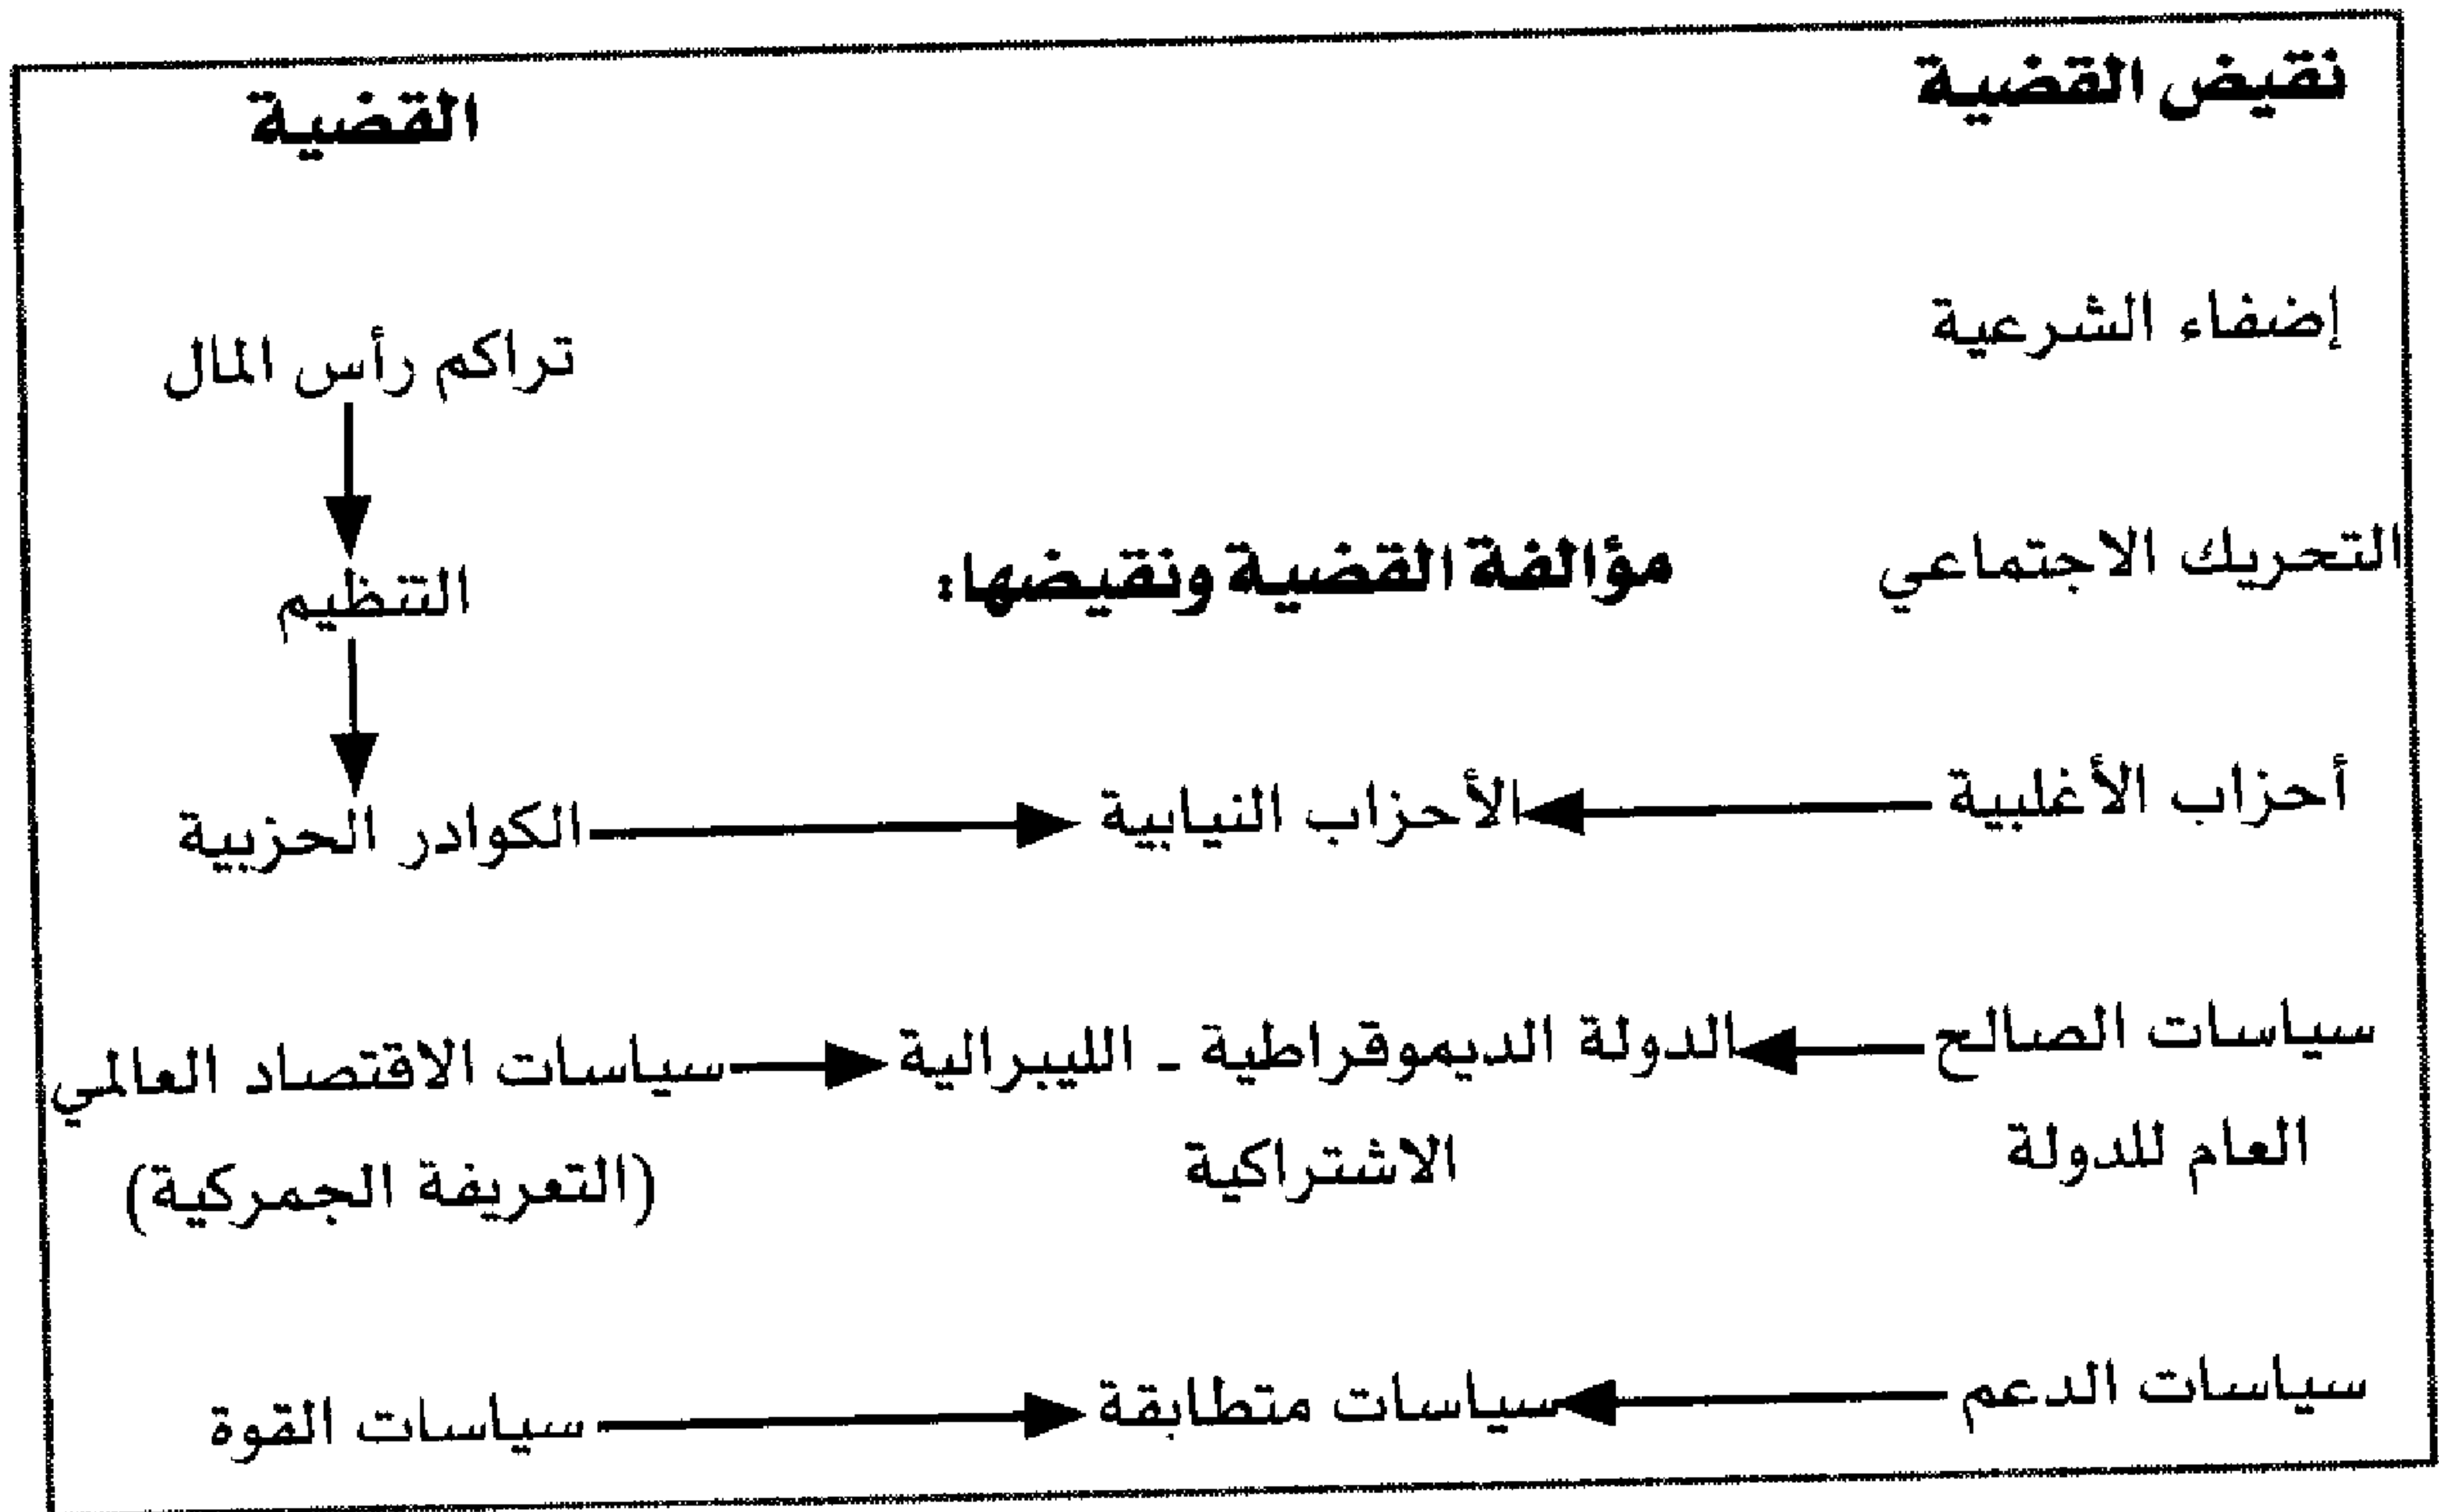 نقيض القضية
القضية
إضفاء الشرعية
تراكم رأس المال
التحريك الاجتماعي
مؤالفة القضية ونقيضها:
التنظيم
أحزاب الأغلبية
الأحزاب النيابية
الكوادر الحزبية
سياسات الصالح
الدولة الديموقراطية ـ الليبرالية
سياسات الاقتصاد العالمي
العام للدولة
الاشتراكية
(التعريفة الجمركية)
سياسات الدعم
سياسات متطابقة
سياسات القوة